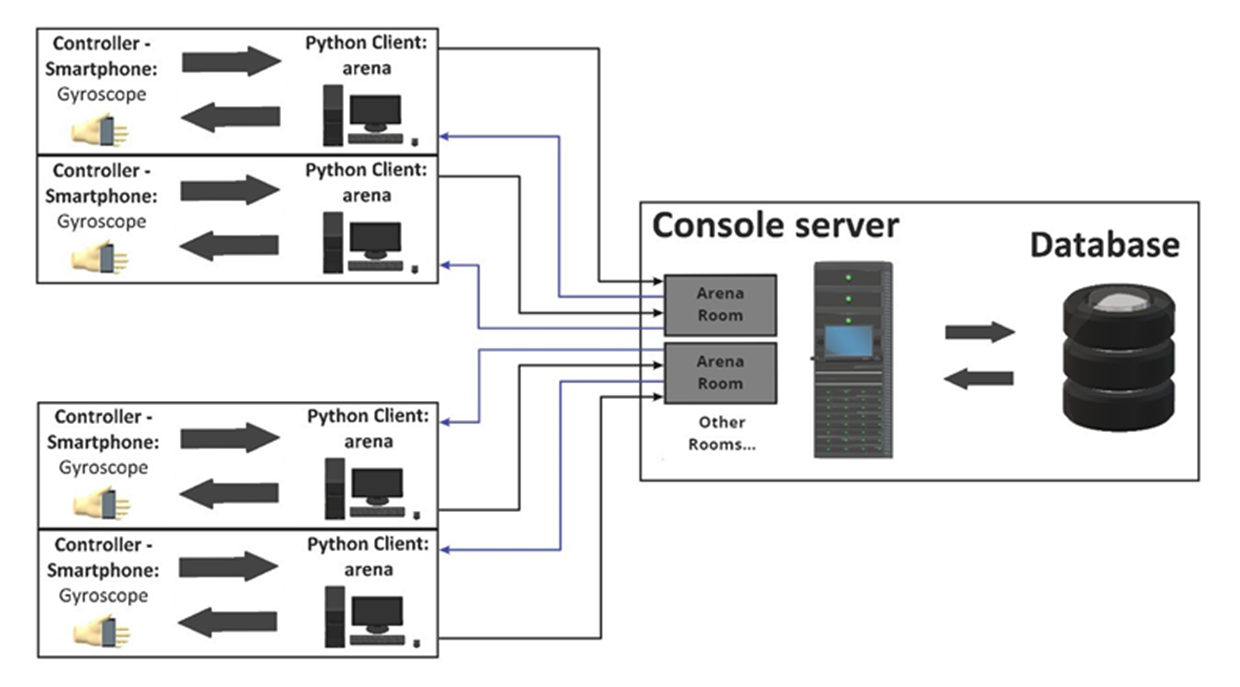 Controller -
Smartphone:
Gyroscope
Python Client:
arena
Controller -
Smartphone:
Gyroscope
Python Client:
arena
Controller -
Smartphone:
Gyroscope
Python Client:
arena
Controller -
Smartphone:
Gyroscope
Python Client:
arena
Console server
Arena
Room
Arena
Room
Other
Rooms...
Database